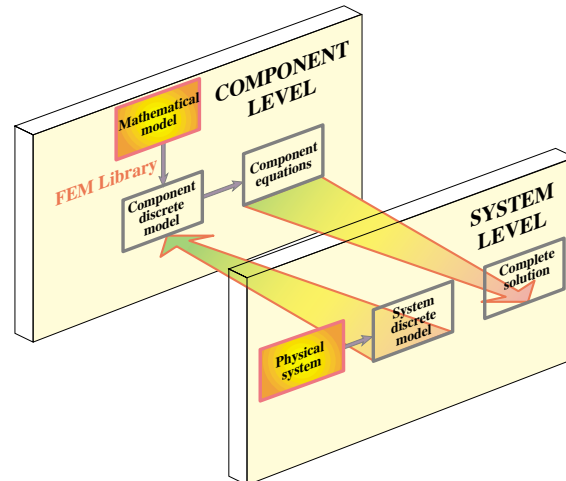 COMPONENT
LEVEL
Mathematical
model
FEM Library
Component
discrete
model
Component
equations
SYSTEM
LEVEL
Complete
solution
System
discrete
model
Physical
system